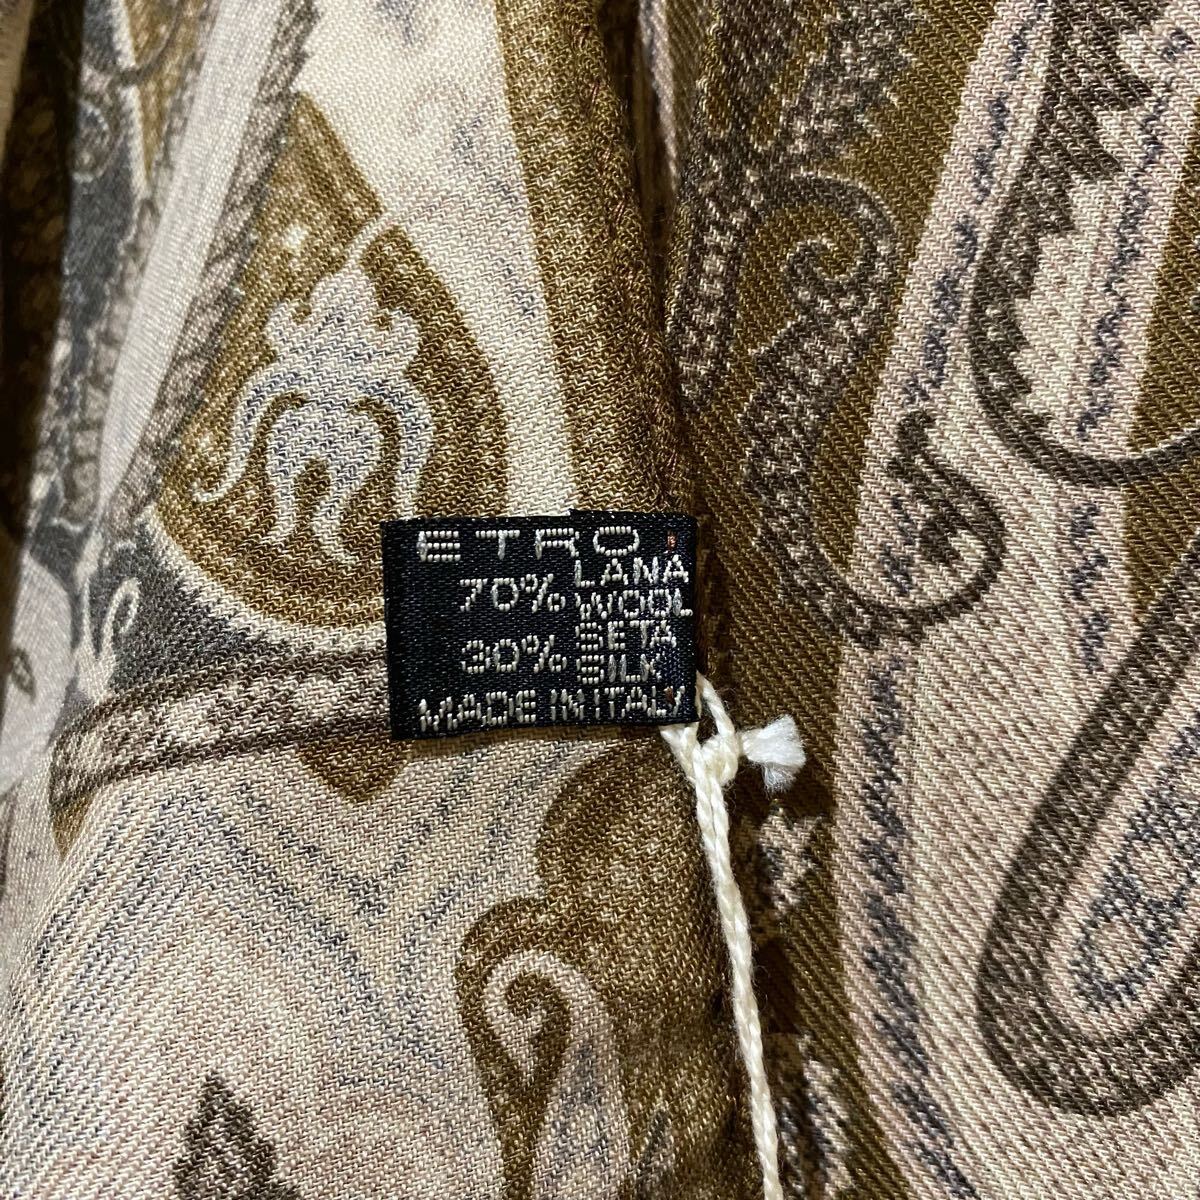 ETRO
LANA
70% WOOL
SETA
30% SILK
MADE IN ITALY